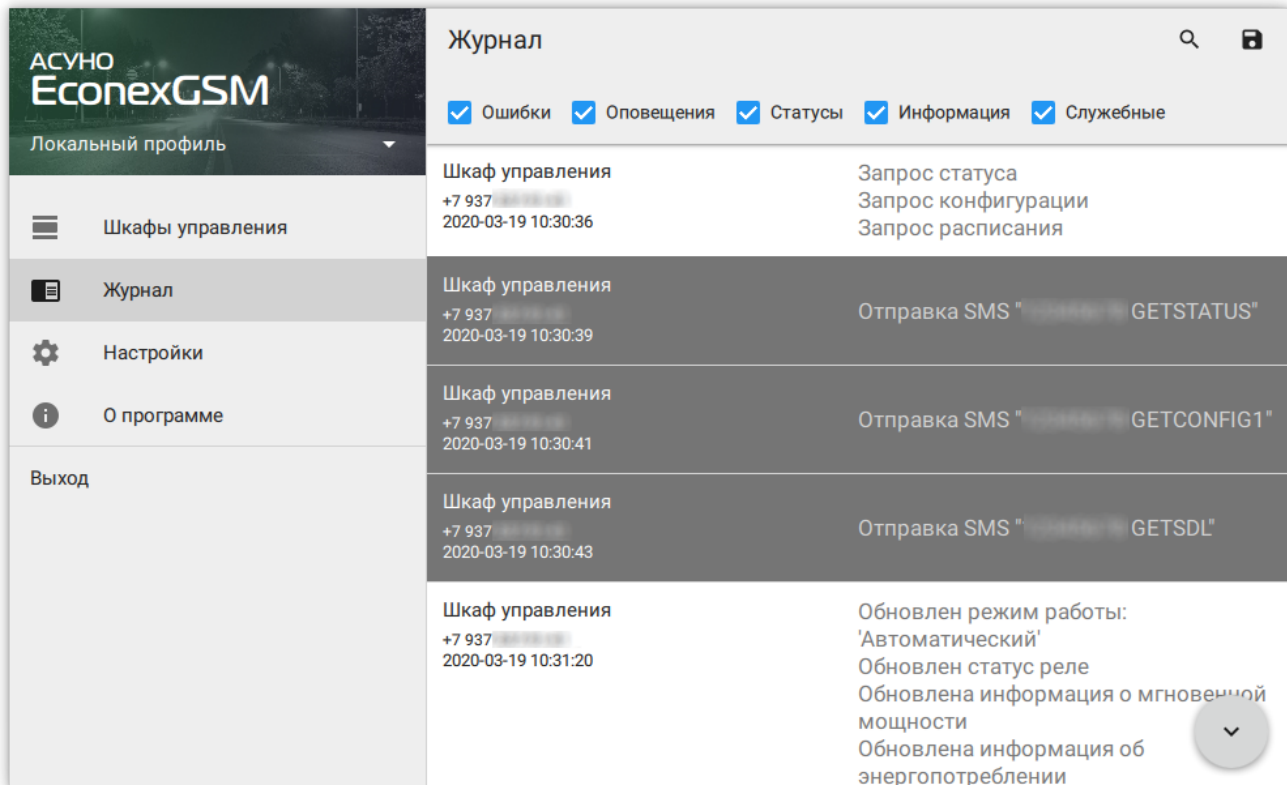 АСУНО
EconexGSM
Локальный профиль
Шкафы управления
Журнал
Настройки
О программе
Выход
Журнал
Ошибки Оповещения Статусы Информация Служебные
Шкаф управления
+7 937
2020-03-19 10:30:36
Запрос статуса
Запрос конфигурации
Запрос расписания
Шкаф управления
+7 937
2020-03-19 10:30:39
Отправка SMS " GETSTATUS"
Шкаф управления
+7 937
2020-03-19 10:30:41
Отправка SMS " GETCONFIG1"
Шкаф управления
+7 937
2020-03-19 10:30:43
Отправка SMS " GETSDL"
Шкаф управления
+7 937
2020-03-19 10:31:20
Обновлен режим работы:
'Автоматический'
Обновлен статус реле
Обновлена информация о мгновенной
мощности
Обновлена информация об
энергопотреблении